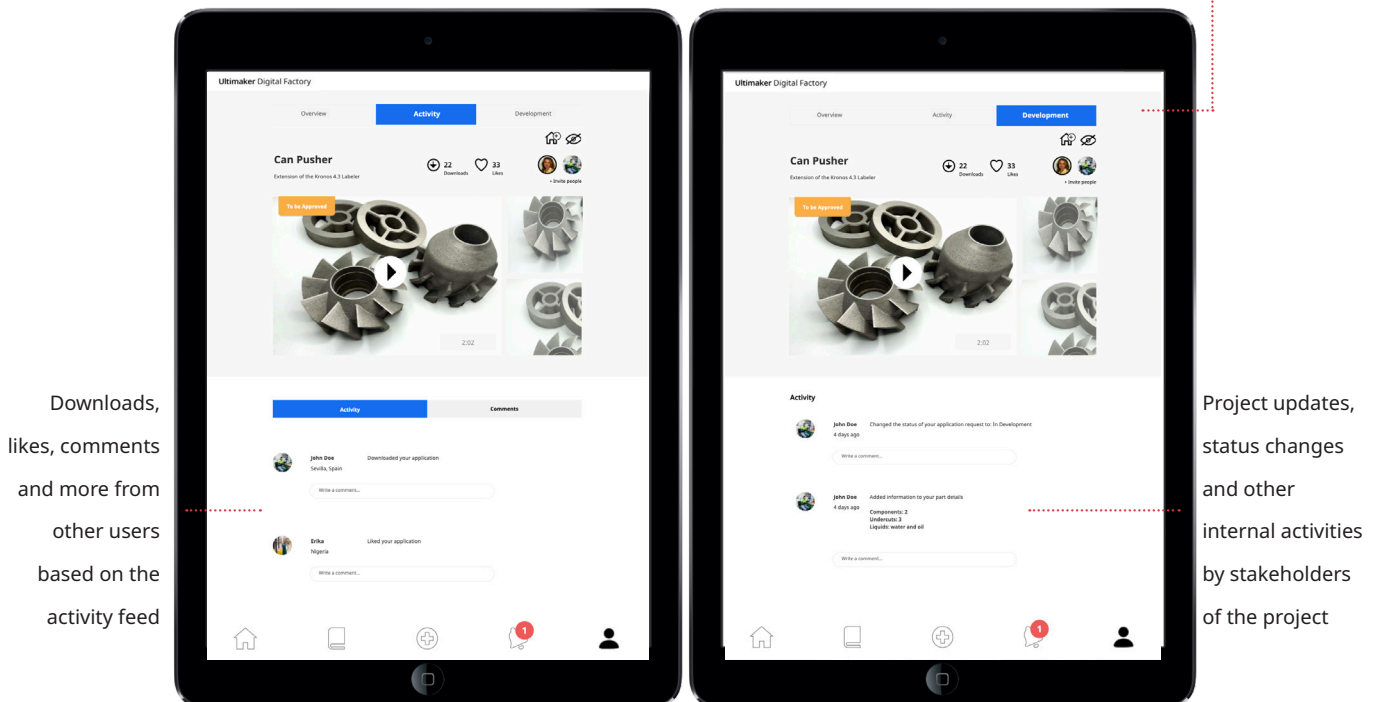 Ultimaker Digital Factory
Overview
Activity
Development
Can Pusher
Extension of the Kronos 4.3 Labeler
22
Downloads
33
Likes
+ Invite people
To be Approved
2:02
Activity
Comments
John Doe
Downloaded your application
Sevilla, Spain
Write a comment...
Erika
Liked your application
Nigeria
Write a comment...
1
Downloads,
likes, comments
and more from
other users
based on the
activity feed
Ultimaker Digital Factory
Overview
Activity
Development
Can Pusher
Extension of the Kronos 4.3 Labeler
22
Downloads
33
Likes
+ Invite people
To be Approved
2:02
Activity
John Doe
Changed the status of your application request to: In Development
4 days ago
Write a comment...
John Doe
Added information to your part details
4 days ago
Components: 2
Undercuts: 3
Liquids: water and oil
Write a comment...
1
Project updates,
status changes
and other
internal activities
by stakeholders
of the project